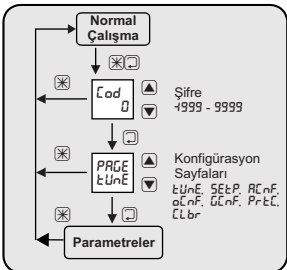 Normal
Çalışma
Cod
0
Şifre
-1999 - 9999
PAGE
tUnE
Konfigürasyon
Sayfaları
tUnE, SEtP, ACnF,
oCnF, GCnF, PrtC,
CLbr
Parametreler